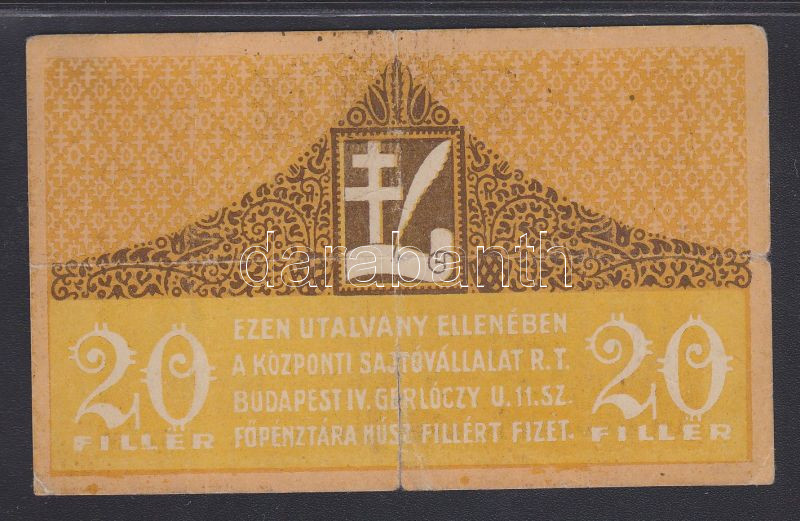 darabanth
EZEN UTALVÁNY ELLENÉBEN
A KÖZPONTI SAJTÓVÁLLALAT R.T.
BUDAPEST IV. GERLÓCZY U. 11. SZ.
FŐPÉNZTÁRA HÚSZ FILLÉRT FIZET.
20
FILLÉR
20
FILLÉR